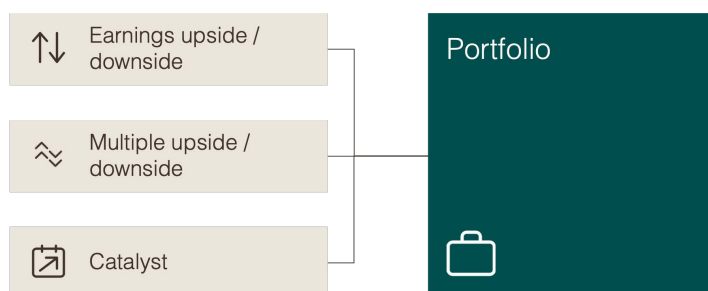 Earnings upside /
downside
Multiple upside /
downside
Catalyst
Portfolio